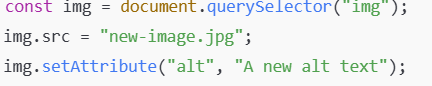 const img = document.querySelector("img");
img.src = "new-image.jpg";
img.setAttribute("alt", "A new alt text");